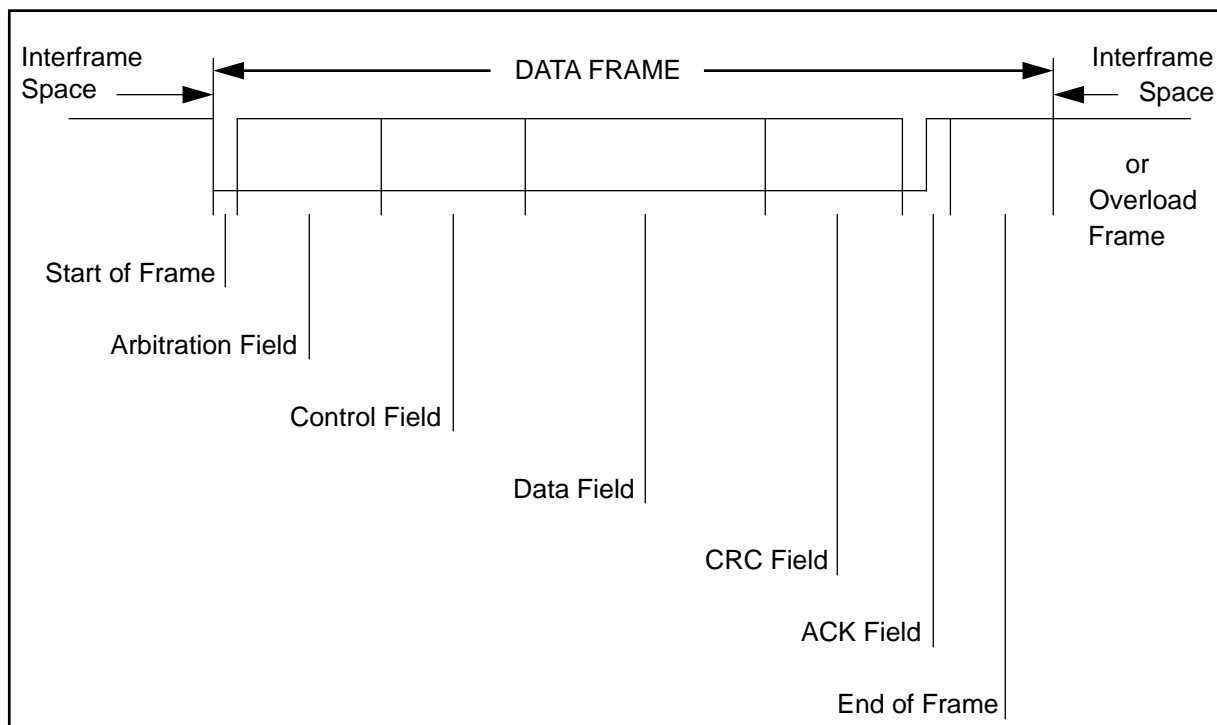 Interframe
Space
DATA FRAME
Interframe
Space
or
Overload
Frame
Start of Frame
Arbitration Field
Control Field
Data Field
CRC Field
ACK Field
End of Frame